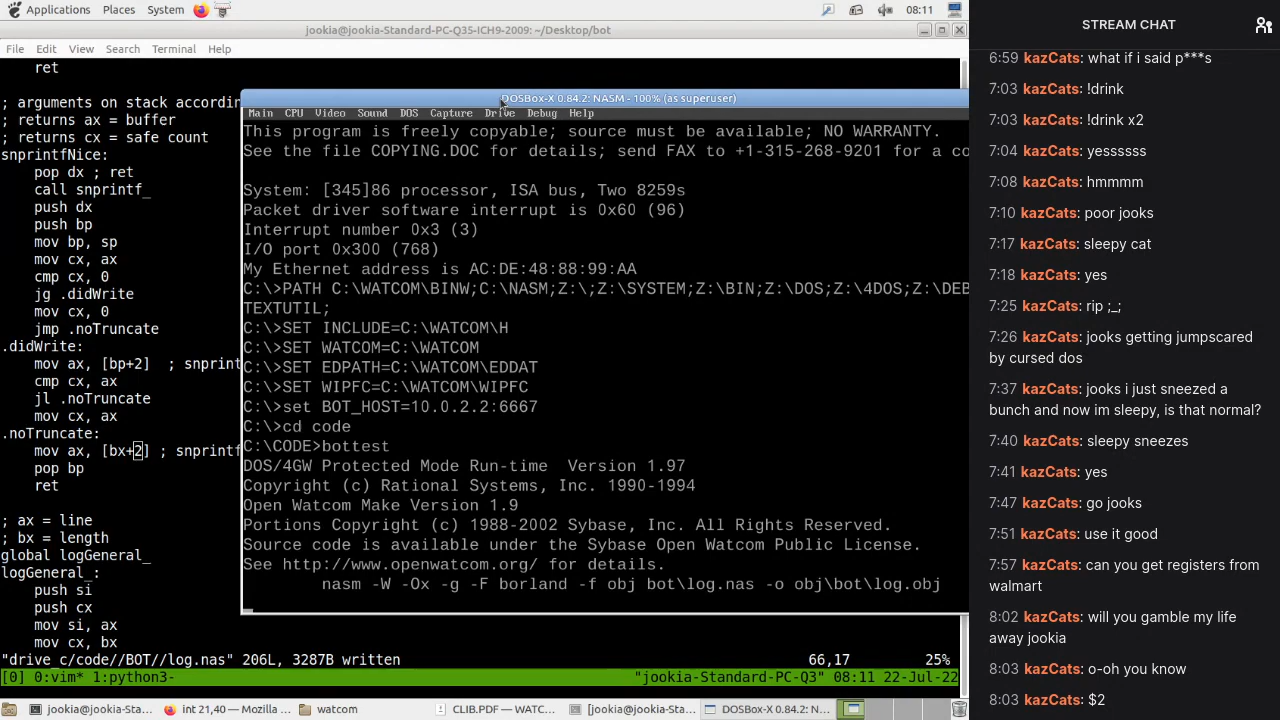 Applications Places System 08:11
jookia@jookia-Standard-PC-Q35-ICH9-2009: ~/Desktop/bot
File Edit View Search Terminal Help
ret
; arguments on stack accordin
; returns ax = buffer
; returns cx = safe count
snprintfNice:
pop dx ; ret
call snprintf_
push dx
push bp
mov bp, sp
mov cx, ax
cmp cx, 0
jg .didWrite
mov cx, 0
jmp .noTruncate
.didWrite:
mov ax, [bp+2] ; snprint
cmp cx, ax
jl .noTruncate
mov cx, ax
.noTruncate:
mov ax, [bx+2] ; snprintf
pop bp
ret
; ax = line
; bx = length
global logGeneral_
logGeneral_:
push si
push cx
mov si, ax
mov cx, bx
"drive_c/code//BOT//log.nas" 206L, 3287B written 66,17 25%
[0] 0:vim* 1:python3- "jookia-Standard-PC-Q3" 08:11 22-Jul-22
DOSBox-X 0.84.2: NASM - 100% (as superuser)
Main CPU Video Sound DOS Capture Drive Debug Help
This program is freely copyable; source must be available; NO WARRANTY.
See the file COPYING.DOC for details; send FAX to +1-315-268-9201 for a co
System: [345]86 processor, ISA bus, Two 8259s
Packet driver software interrupt is 0x60 (96)
Interrupt number 0x3 (3)
I/O port 0x300 (768)
My Ethernet address is AC:DE:48:88:99:AA
C:\>PATH C:\WATCOM\BINW;C:\NASM;Z:\;Z:\SYSTEM;Z:\BIN;Z:\DOS;Z:\4DOS;Z:\DEB
TEXTUTIL;
C:\>SET INCLUDE=C:\WATCOM\H
C:\>SET WATCOM=C:\WATCOM
C:\>SET EDPATH=C:\WATCOM\EDDAT
C:\>SET WIPFC=C:\WATCOM\WIPFC
C:\>set BOT_HOST=10.0.2.2:6667
C:\>cd code
C:\CODE>bottest
DOS/4GW Protected Mode Run-time Version 1.97
Copyright (c) Rational Systems, Inc. 1990-1994
Open Watcom Make Version 1.9
Portions Copyright (c) 1988-2002 Sybase, Inc. All Rights Reserved.
Source code is available under the Sybase Open Watcom Public License.
See http://www.openwatcom.org/ for details.
nasm -W -Ox -g -F borland -f obj bot\log.nas -o obj\bot\log.obj
jookia@jookia-Sta... int 21,40 - Mozilla ... watcom CLIB.PDF — WATC... [jookia@jookia-Sta... DOSBox-X 0.84.2: N...
STREAM CHAT
6:59 kazCats: what if i said p***s
7:03 kazCats: !drink
7:03 kazCats: !drink x2
7:04 kazCats: yessssss
7:08 kazCats: hmmmm
7:10 kazCats: poor jooks
7:17 kazCats: sleepy cat
7:18 kazCats: yes
7:25 kazCats: rip ;_;
7:26 kazCats: jooks getting jumpscared
by cursed dos
7:37 kazCats: jooks i just sneezed a
bunch and now im sleepy, is that normal?
7:40 kazCats: sleepy sneezes
7:41 kazCats: yes
7:47 kazCats: go jooks
7:51 kazCats: use it good
7:57 kazCats: can you get registers from
walmart
8:02 kazCats: will you gamble my life
away jookia
8:03 kazCats: o-oh you know
8:03 kazCats: $2